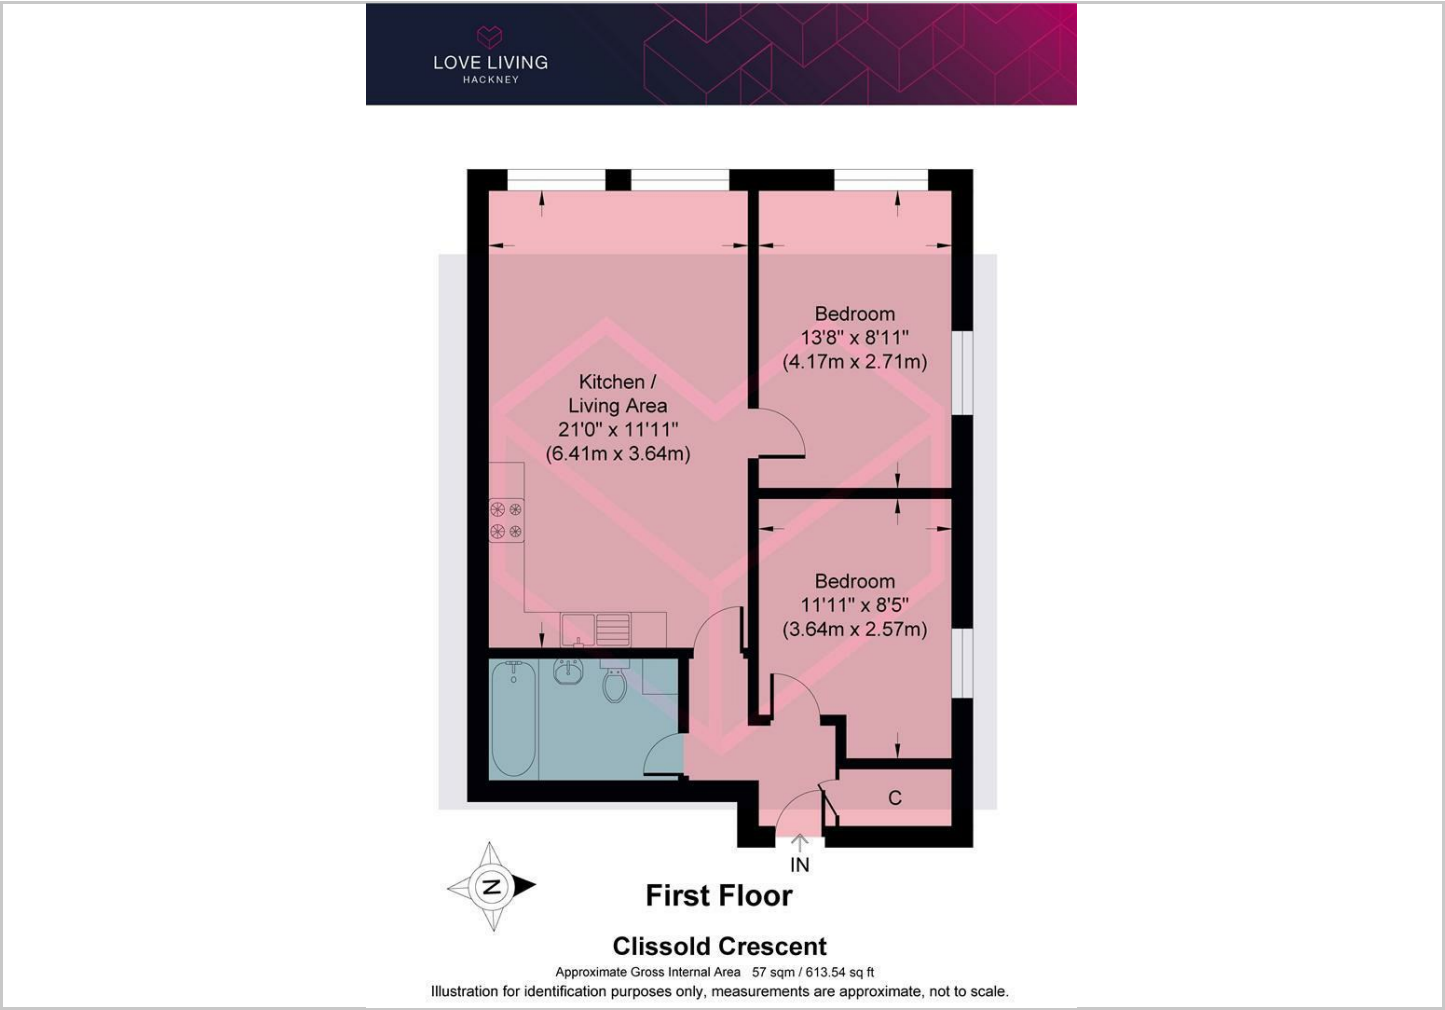 LOVE LIVING
HACKNEY
Bedroom
13'8" x 8'11"
(4.17m x 2.71m)
Kitchen /
Living Area
21'0" x 11'11"
(6.41m x 3.64m)
Bedroom
11'11" x 8'5"
(3.64m x 2.57m)
C
IN
N
First Floor
Clissold Crescent
Approximate Gross Internal Area 57 sqm / 613.54 sq ft
Illustration for identification purposes only, measurements are approximate, not to scale.